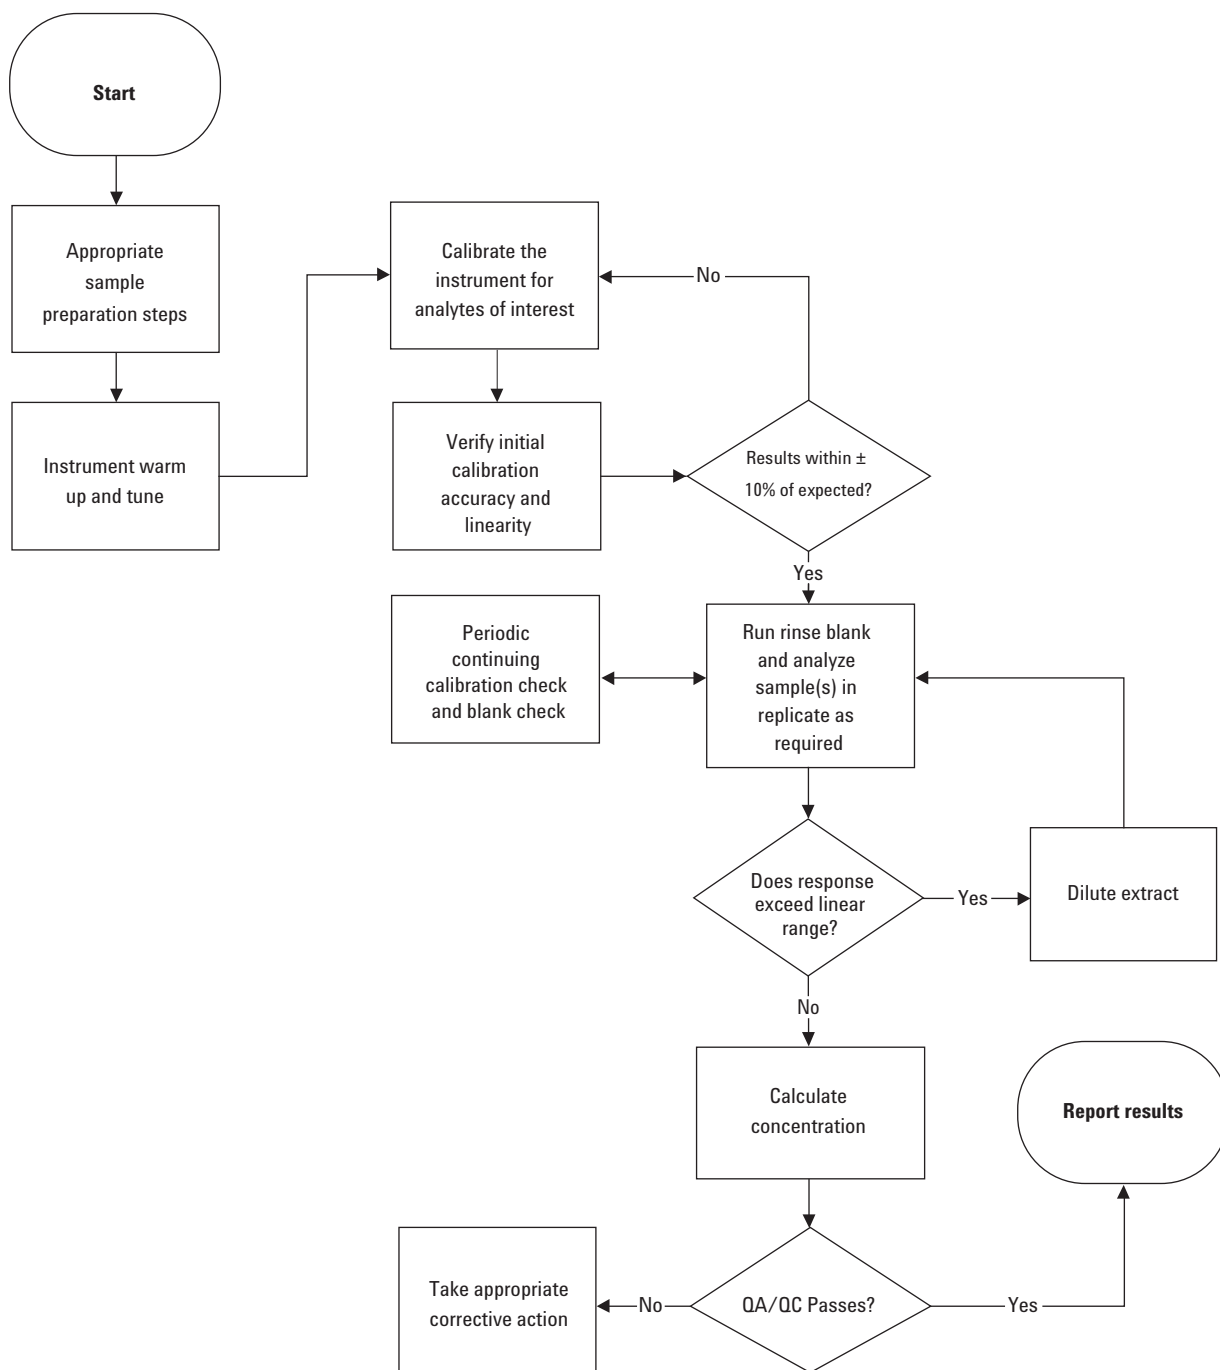 Start
Appropriate
sample
preparation steps
Instrument warm
up and tune
Calibrate the
instrument for
analytes of interest
No
Verify initial
calibration
accuracy and
linearity
Results within ±
10% of expected?
Yes
Periodic
continuing
calibration check
and blank check
Run rinse blank
and analyze
sample(s) in
replicate as
required
Does response
exceed linear
range?
Yes
Dilute extract
No
Calculate
concentration
Report results
Take appropriate
corrective action
No
QA/QC Passes?
Yes